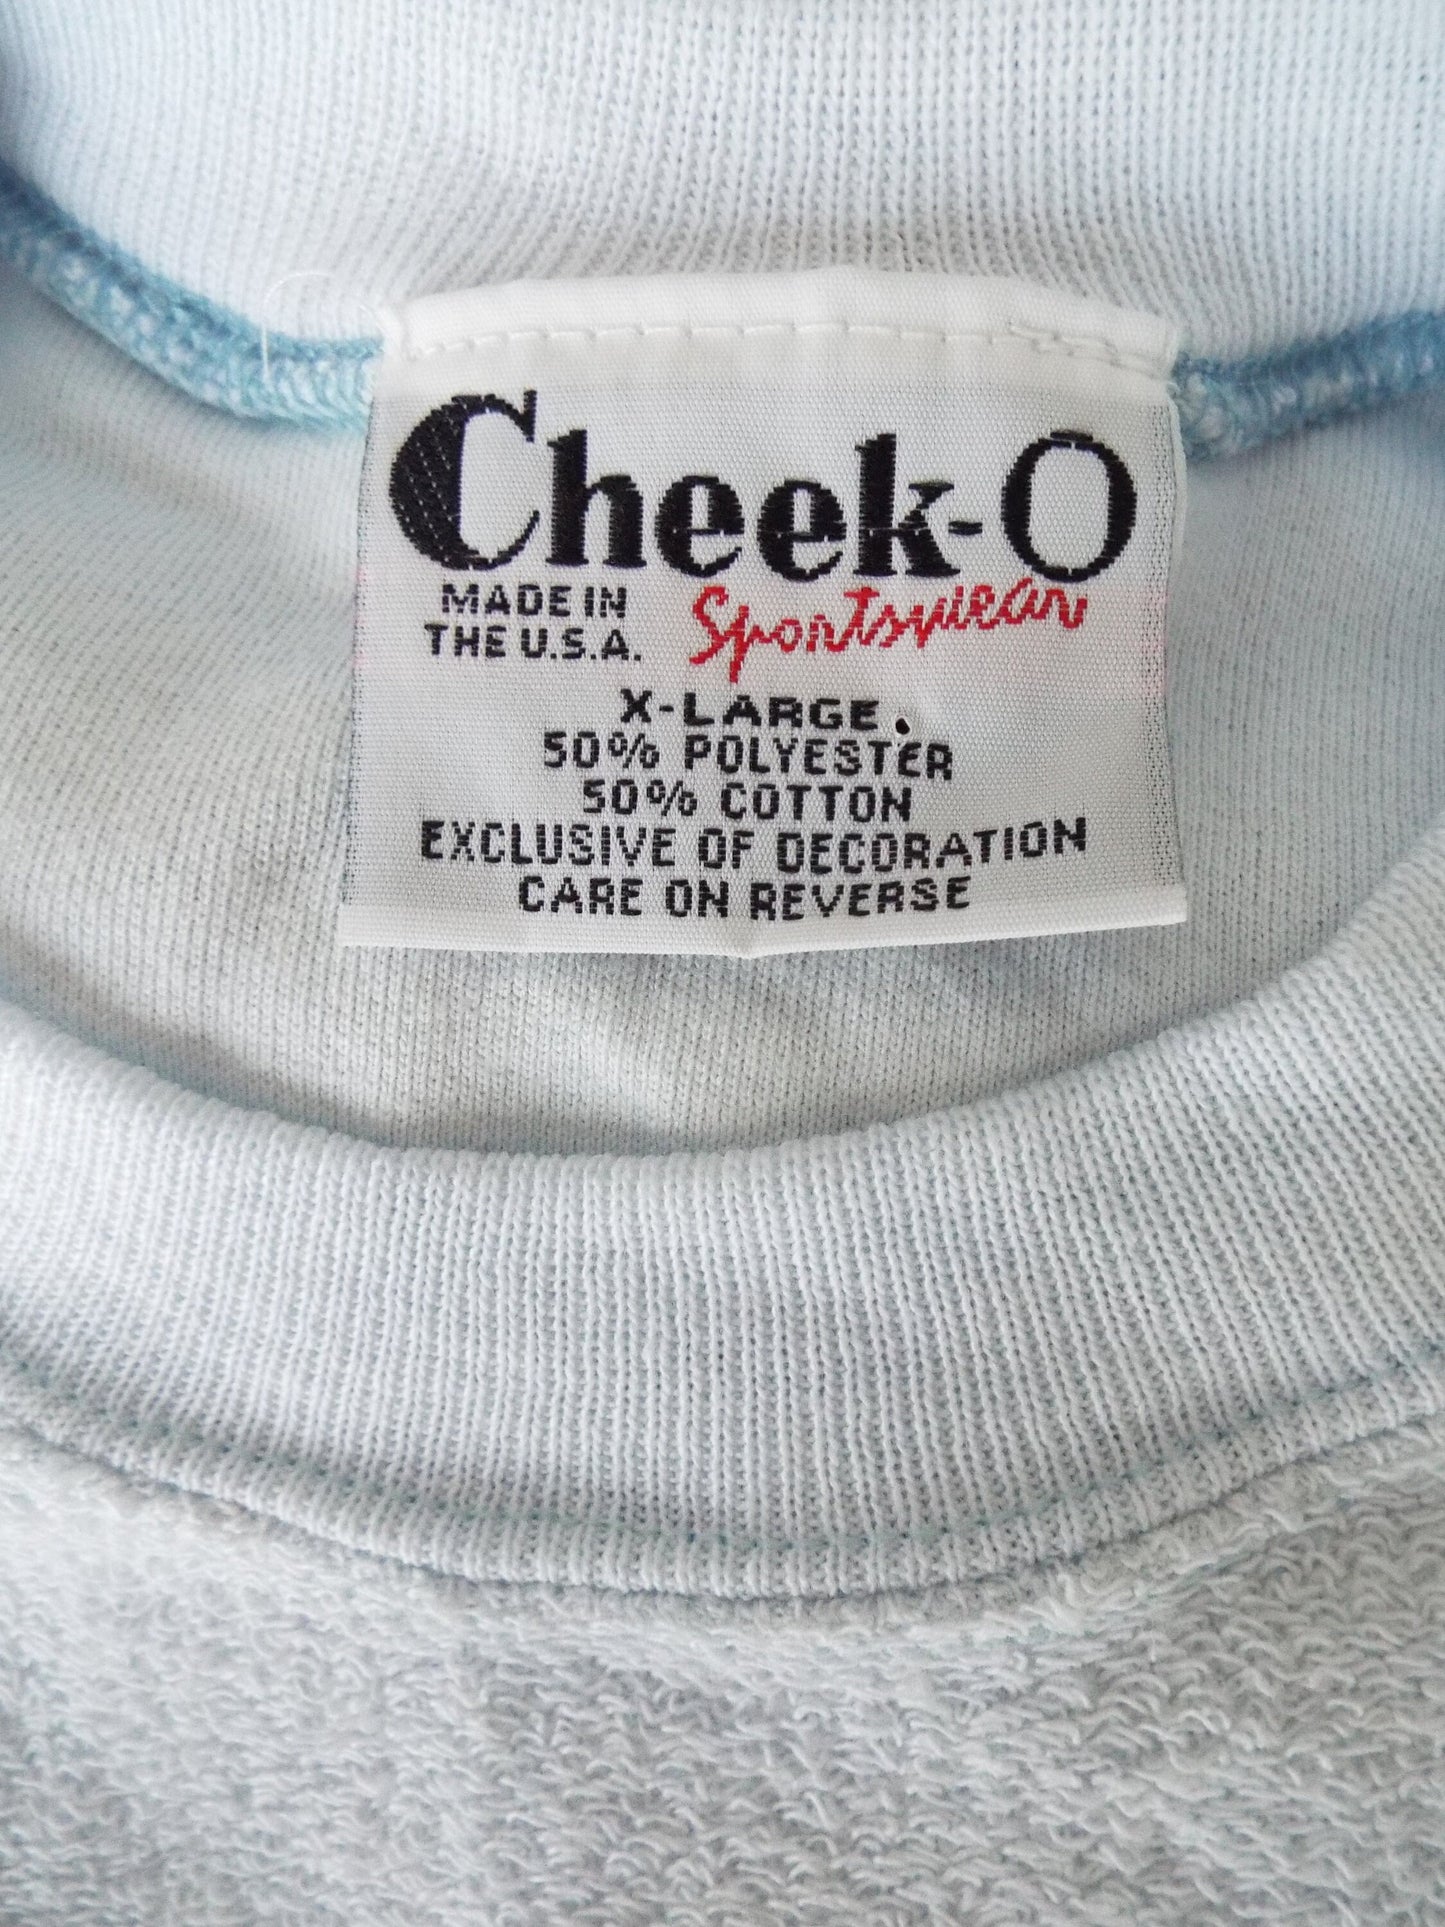 Cheek-O
MADE IN
THE U.S.A.
Sportswear
X-LARGE
50% POLYESTER
50% COTTON
EXCLUSIVE OF DECORATION
CARE ON REVERSE